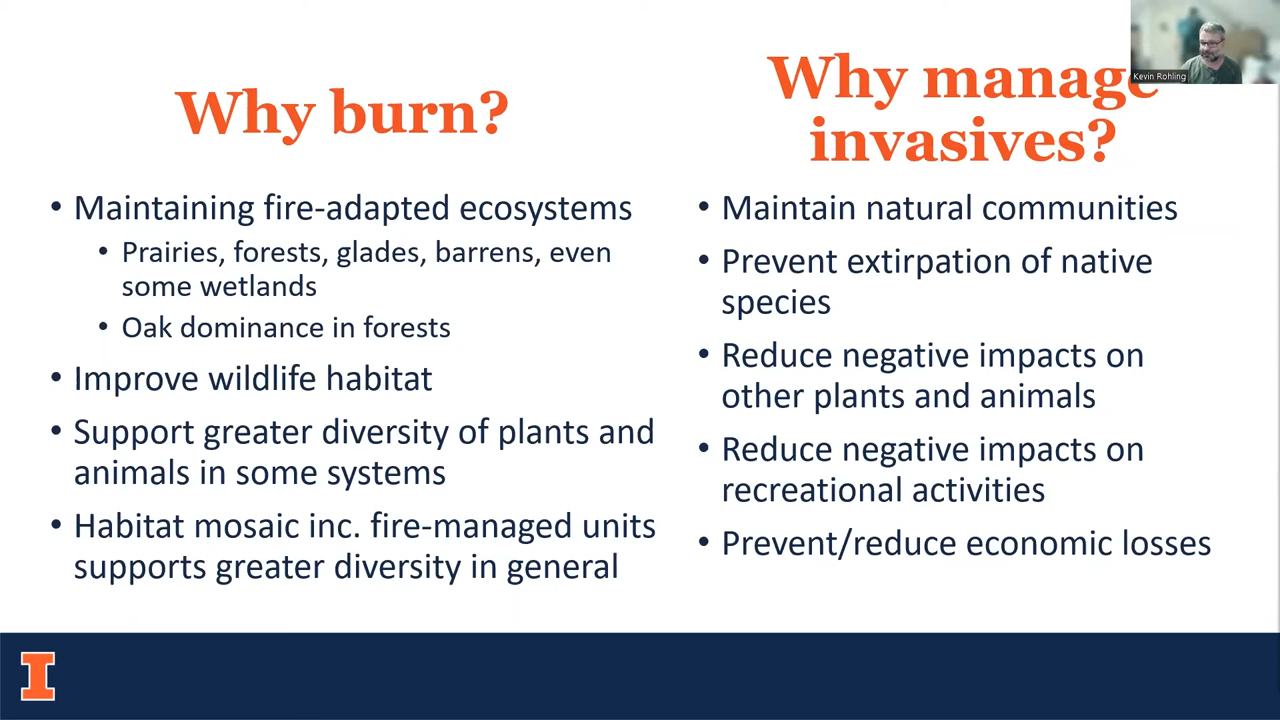 Why burn?
• Maintaining fire-adapted ecosystems
• Prairies, forests, glades, barrens, even
some wetlands
• Oak dominance in forests
• Improve wildlife habitat
• Support greater diversity of plants and
animals in some systems
• Habitat mosaic inc. fire-managed units
supports greater diversity in general
Why manage
invasives?
• Maintain natural communities
• Prevent extirpation of native
species
• Reduce negative impacts on
other plants and animals
• Reduce negative impacts on
recreational activities
• Prevent/reduce economic losses
Kevin Rohling
I